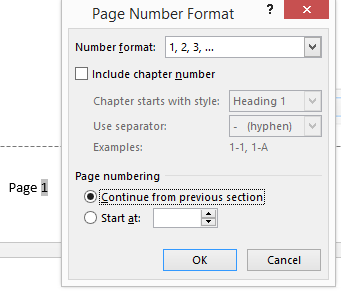 Page Number Format ? ×
Number format: 1, 2, 3, ...
Include chapter number
Chapter starts with style: Heading 1
Use separator: - (hyphen)
Examples: 1-1, 1-A
Page numbering
Page 1
Continue from previous section
Start at:
OK Cancel